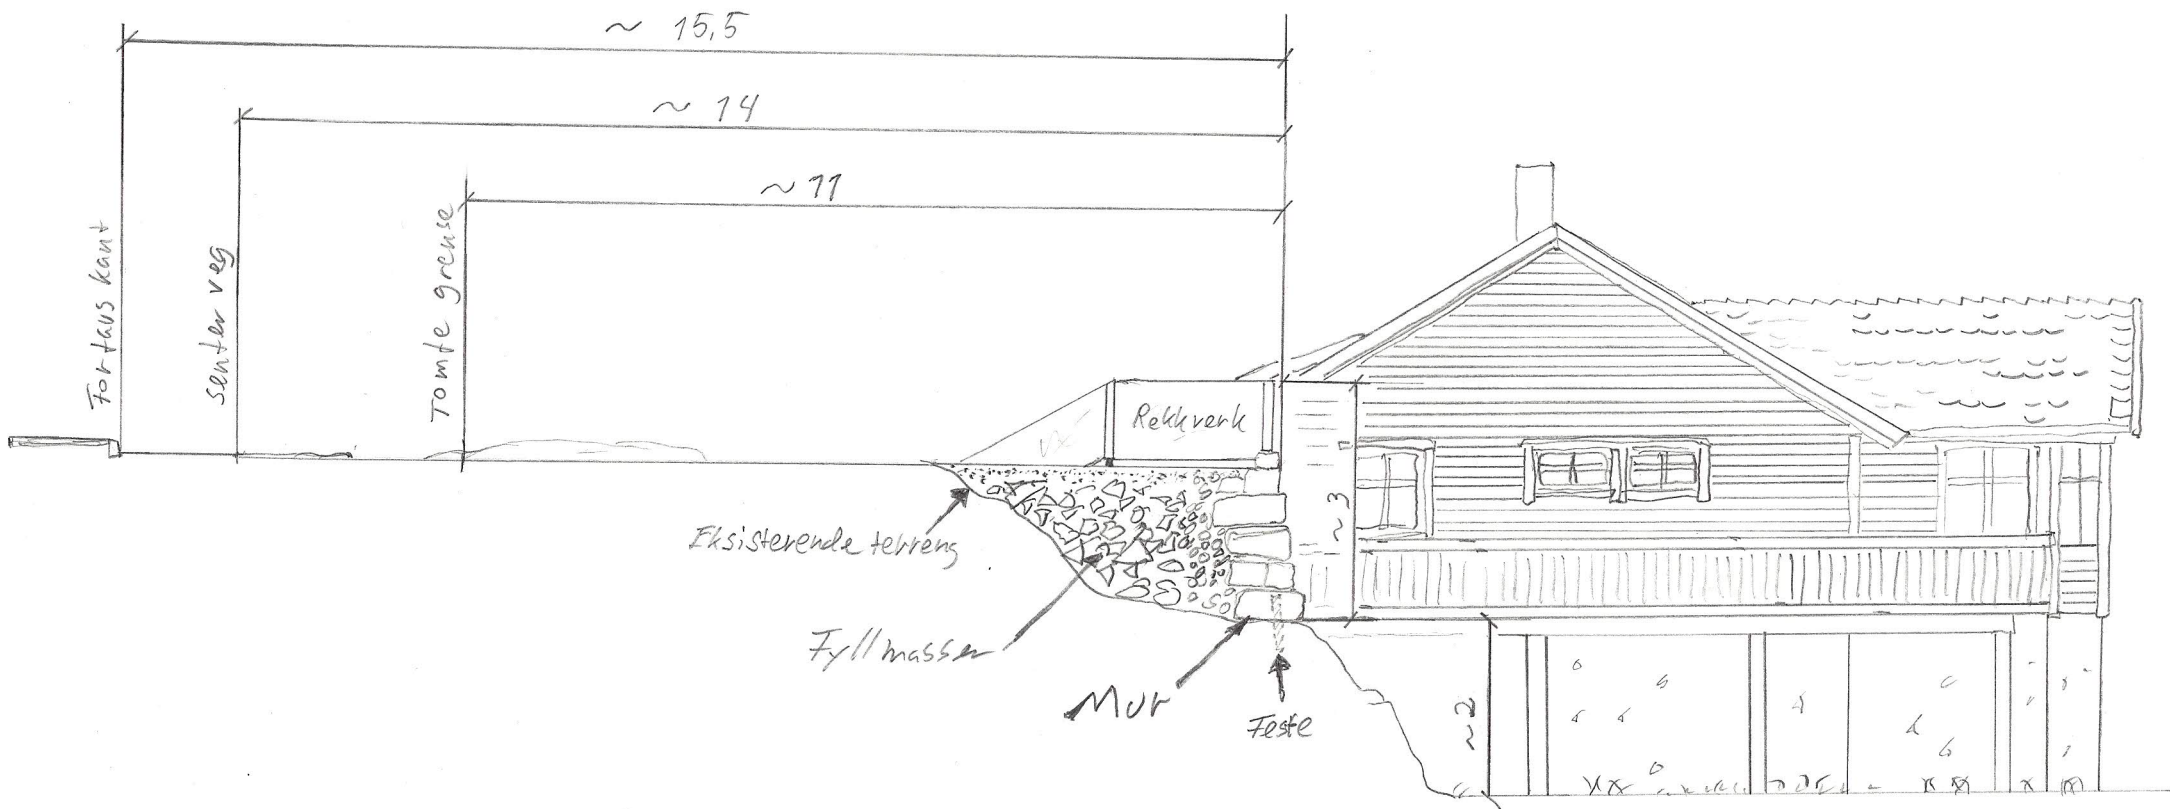 ~ 15,5
~ 14
~ 11
Fortaus kant
senter veg
Tomte grense
Rekkverk
~ 3
Eksisterende terreng
Fyllmasser
Mur
Feste
~ 2